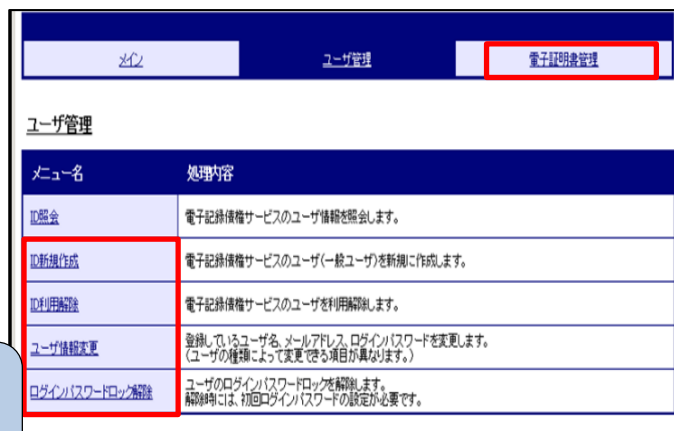 メイン ユーザ管理 電子証明書管理
ユーザ管理
メニュー名 処理内容
ID照会 電子記録債権サービスのユーザ情報を照会します。
ID新規作成 電子記録債権サービスのユーザ(一般ユーザ)を新規に作成します。
ID利用解除 電子記録債権サービスのユーザを利用解除します。
ユーザ情報変更 登録しているユーザ名、メールアドレス、ログインパスワードを変更します。
(ユーザの種類によって変更できる項目が異なります。)
ログインパスワードロック解除 ユーザのログインパスワードロックを解除します。
解除時には、初回ログインパスワードの設定が必要です。